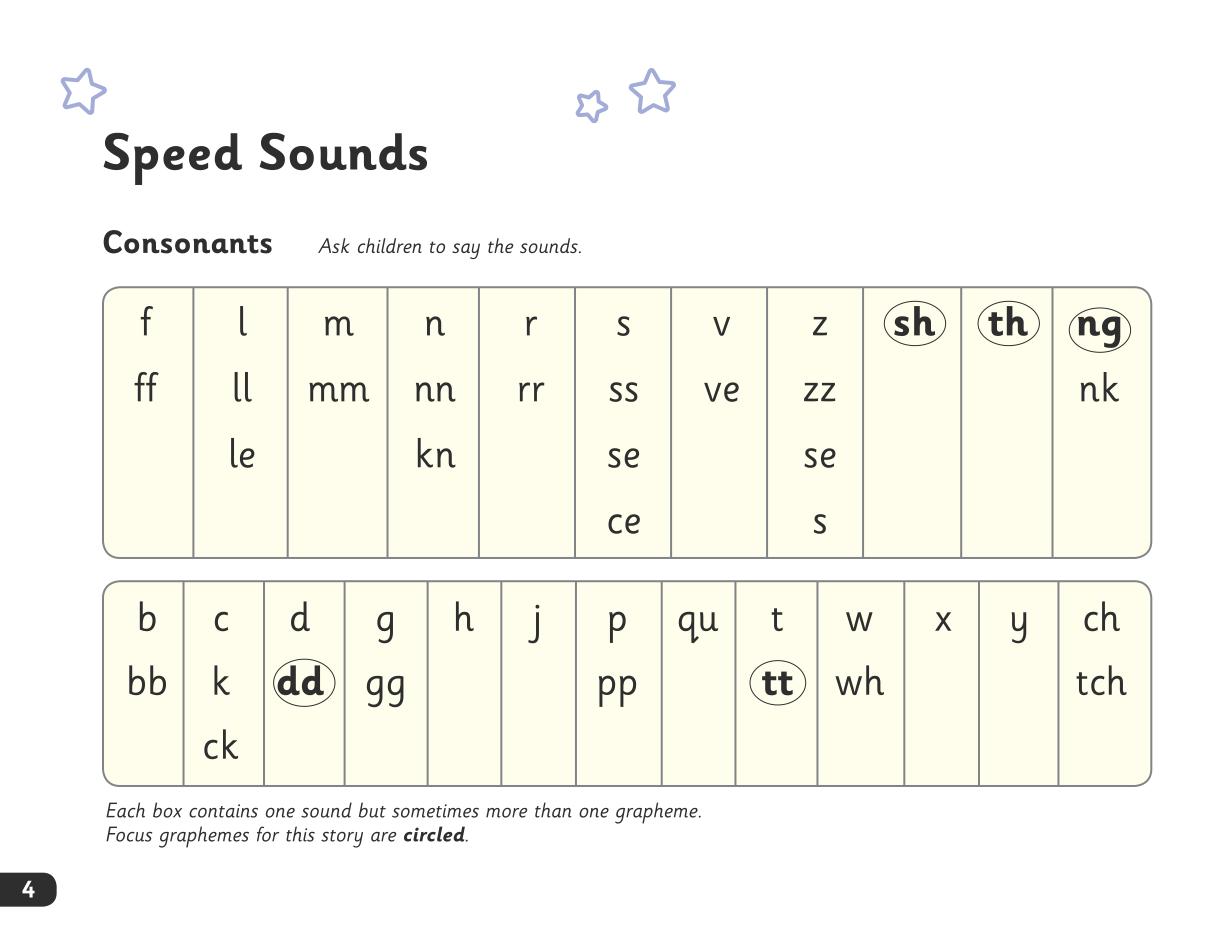 Speed Sounds
Consonants Ask children to say the sounds.
f l m n r s v z sh th ng
ff ll mm nn rr ss ve zz nk
le kn se se
ce s
b c d g h j p qu t w x y ch
bb k dd gg pp tt wh tch
ck
Each box contains one sound but sometimes more than one grapheme.
Focus graphemes for this story are circled.
4